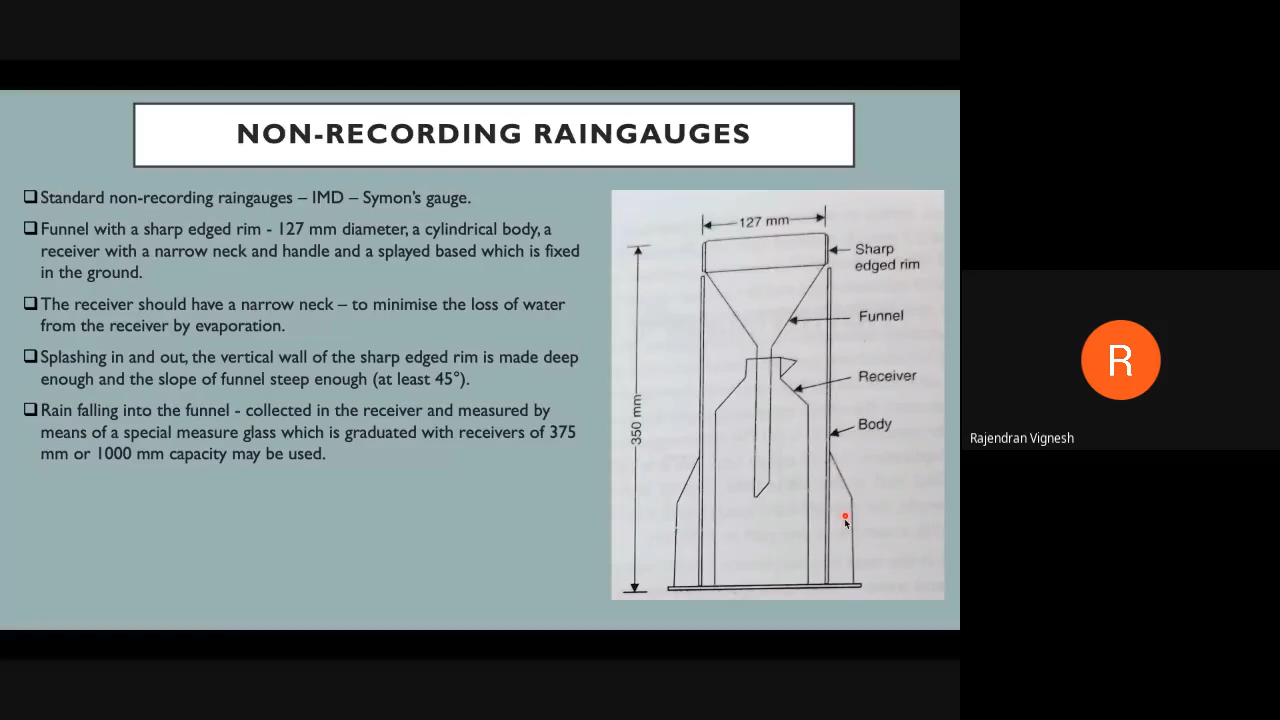 NON-RECORDING RAINGAUGES
Standard non-recording raingauges – IMD – Symon's gauge.
Funnel with a sharp edged rim - 127 mm diameter, a cylindrical body, a
receiver with a narrow neck and handle and a splayed based which is fixed
in the ground.
The receiver should have a narrow neck – to minimise the loss of water
from the receiver by evaporation.
Splashing in and out, the vertical wall of the sharp edged rim is made deep
enough and the slope of funnel steep enough (at least 45°).
Rain falling into the funnel - collected in the receiver and measured by
means of a special measure glass which is graduated with receivers of 375
mm or 1000 mm capacity may be used.
127 mm
Sharp
edged rim
Funnel
Receiver
Body
350 mm
R
Rajendran Vignesh